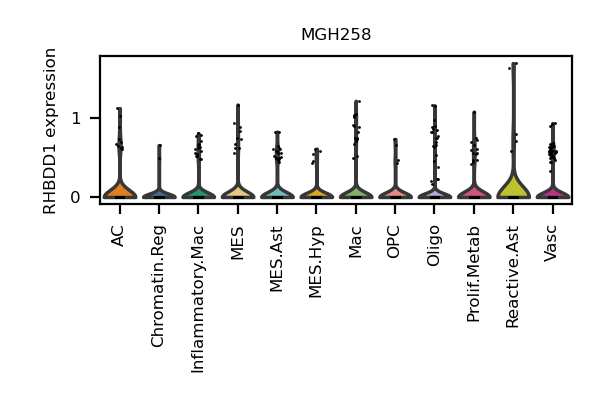 MGH258
RHBDD1 expression
1
0
AC
Chromatin.Reg
Inflammatory.Mac
MES
MES.Ast
MES.Hyp
Mac
OPC
Oligo
Prolif.Metab
Reactive.Ast
Vasc